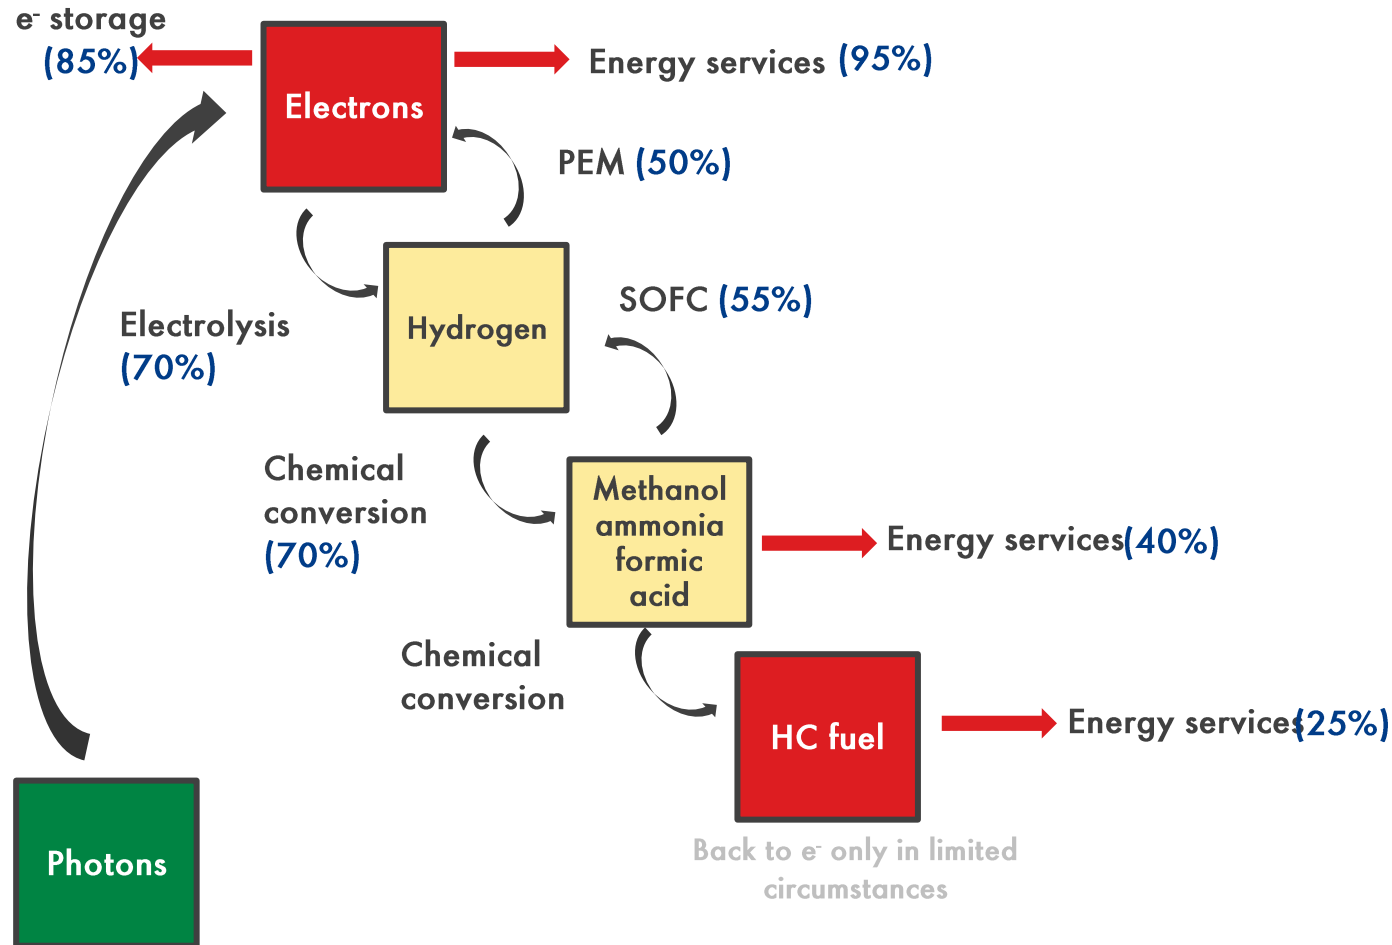 e⁻ storage
(85%)
Electrons
Energy services (95%)
PEM (50%)
Electrolysis
(70%)
Hydrogen
SOFC (55%)
Chemical
conversion
(70%)
Methanol
ammonia
formic
acid
Energy services(40%)
Chemical
conversion
HC fuel
Energy services(25%)
Back to e⁻ only in limited
circumstances
Photons